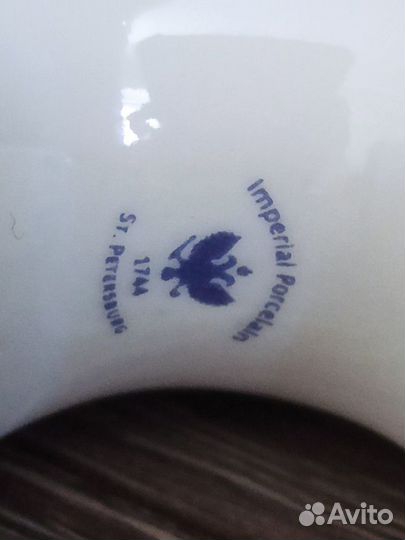 Imperial Porcelain
1744
St. Petersburg
Avito